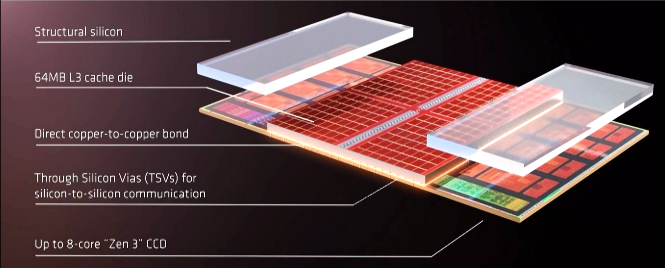 Structural silicon
64MB L3 cache die
Direct copper-to-copper bond
Through Silicon Vias (TSVs) for
silicon-to-silicon communication
Up to 8-core "Zen 3" CCD